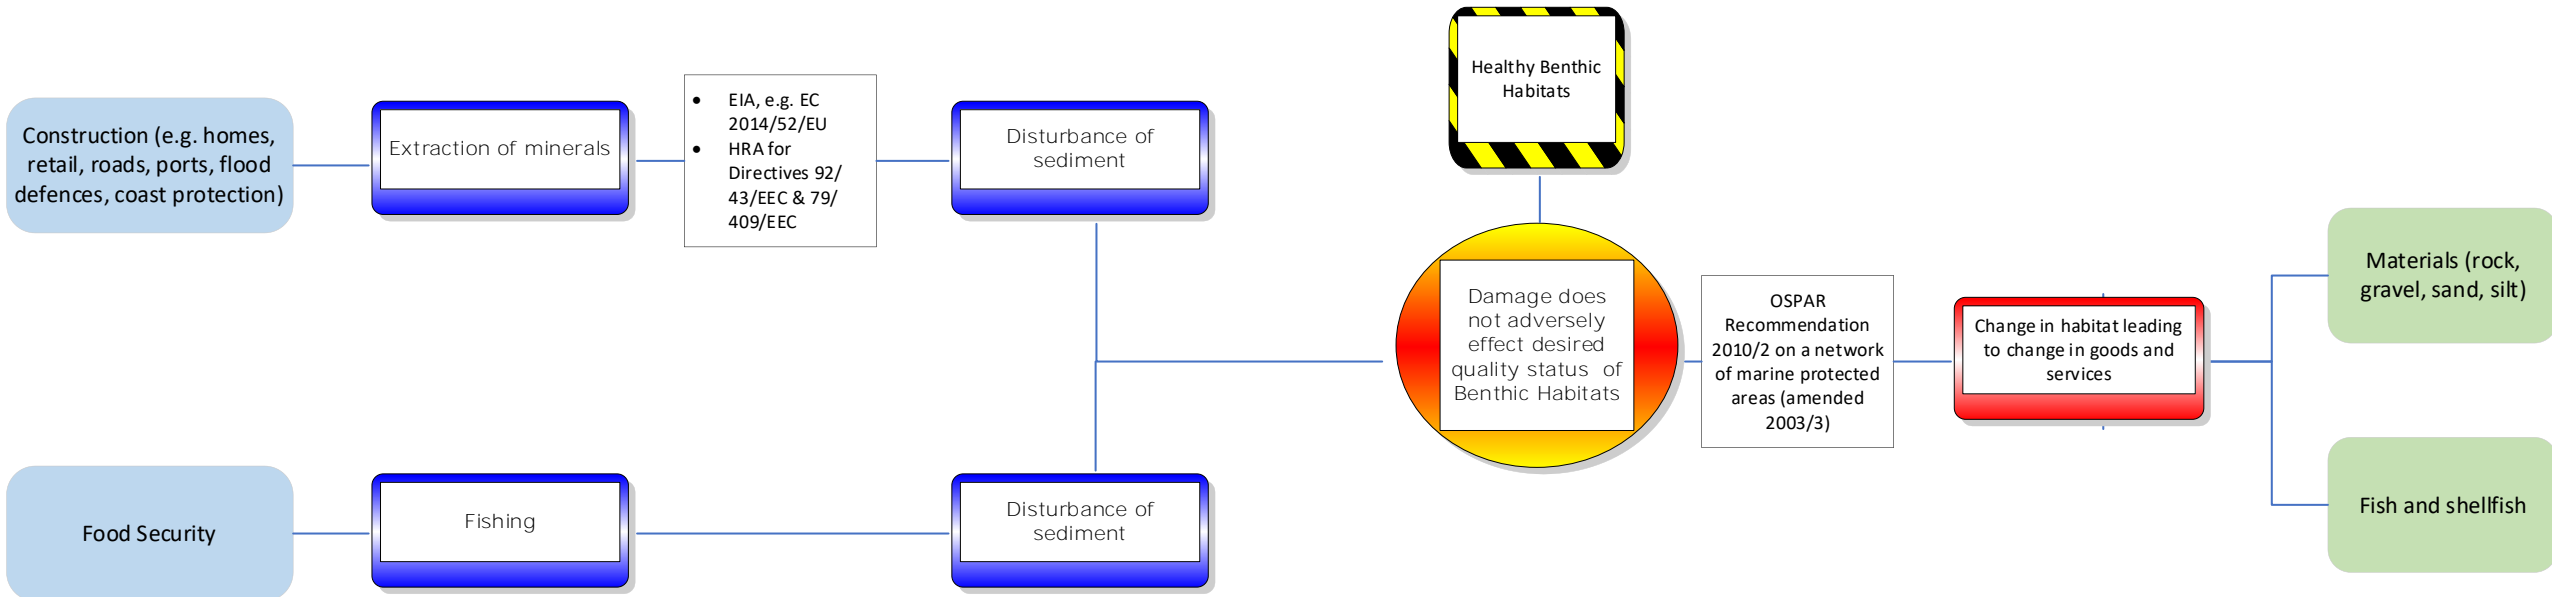 Construction (e.g. homes,
retail, roads, ports, flood
defences, coast protection)
Extraction of minerals
• EIA, e.g. EC
2014/52/EU
• HRA for
Directives 92/
43/EEC & 79/
409/EEC
Disturbance of
sediment
Healthy Benthic
Habitats
Damage does
not adversely
effect desired
quality status of
Benthic Habitats
OSPAR
Recommendation
2010/2 on a network
of marine protected
areas (amended
2003/3)
Change in habitat leading
to change in goods and
services
Materials (rock,
gravel, sand, silt)
Food Security
Fishing
Disturbance of
sediment
Fish and shellfish